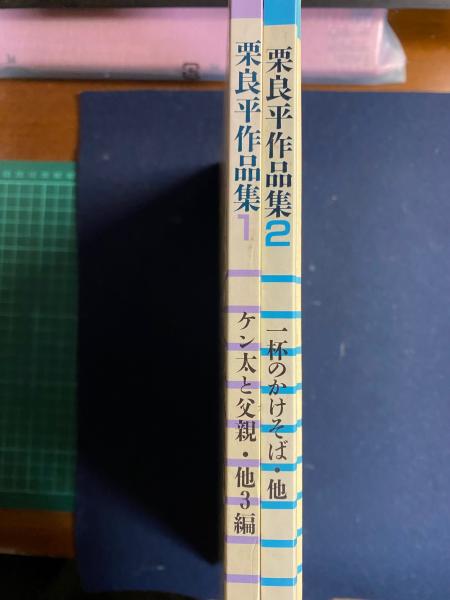 栗良平作品集2
一杯のかけそば・他
栗良平作品集1
ケン太と父親・他3編